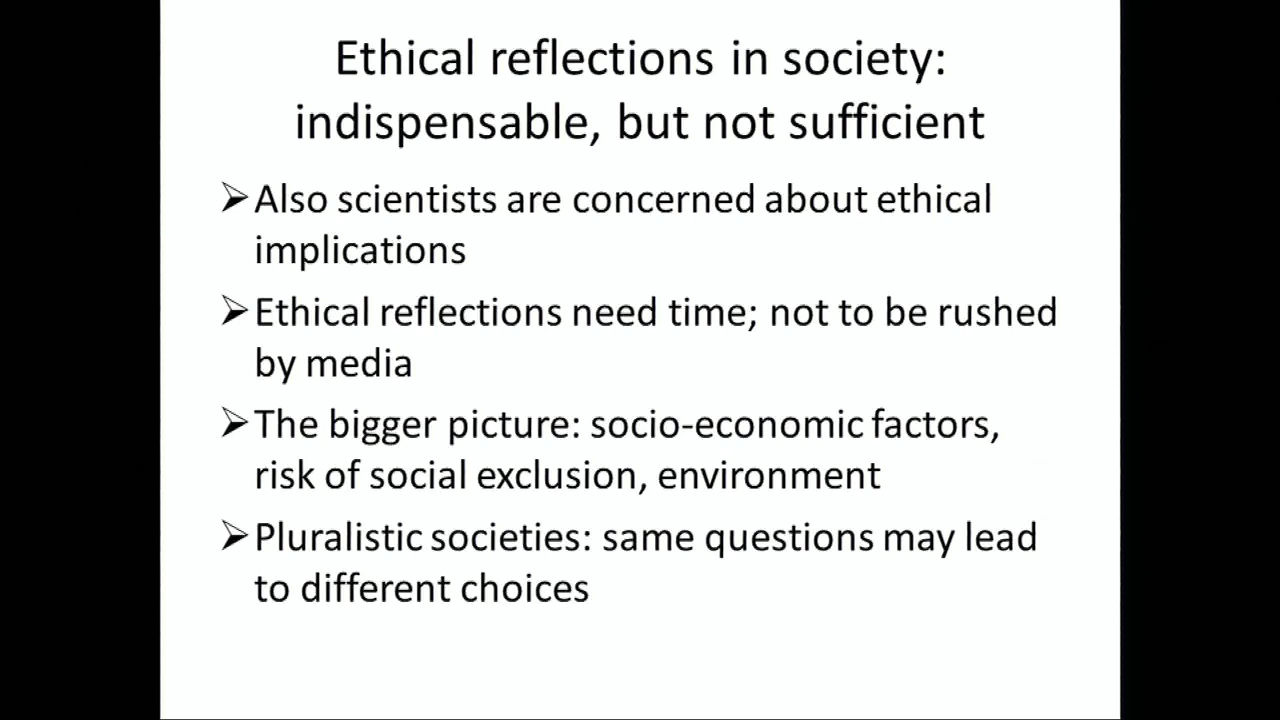 Ethical reflections in society:
indispensable, but not sufficient
➢Also scientists are concerned about ethical
implications
➢Ethical reflections need time; not to be rushed
by media
➢The bigger picture: socio-economic factors,
risk of social exclusion, environment
➢Pluralistic societies: same questions may lead
to different choices